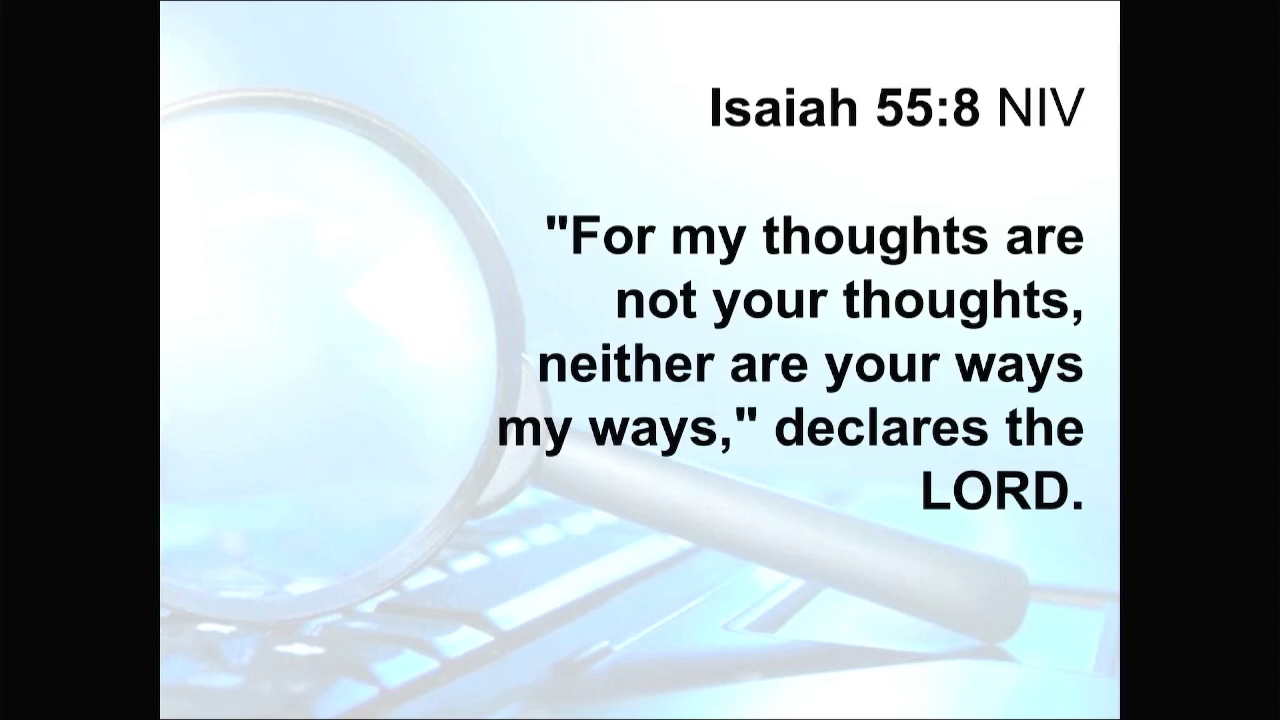 Isaiah 55:8 NIV
"For my thoughts are
not your thoughts,
neither are your ways
my ways," declares the
LORD.